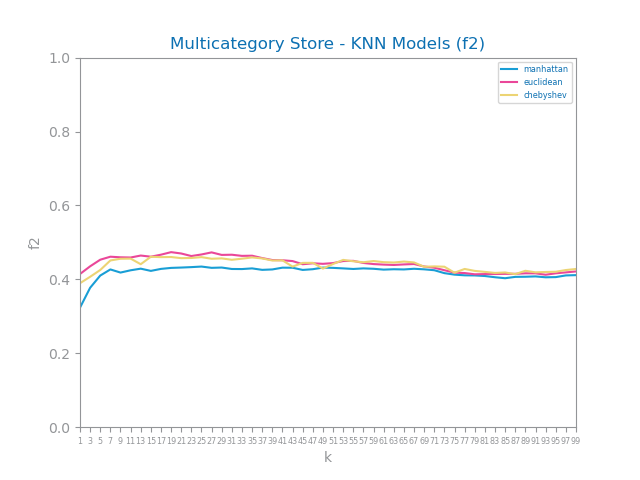 Multicategory Store - KNN Models (f2)
manhattan
euclidean
chebyshev
1.0
0.8
0.6
0.4
0.2
0.0
f2
1 3 5 7 9 11 13 15 17 19 21 23 25 27 29 31 33 35 37 39 41 43 45 47 49 51 53 55 57 59 61 63 65 67 69 71 73 75 77 79 81 83 85 87 89 91 93 95 97 99
k